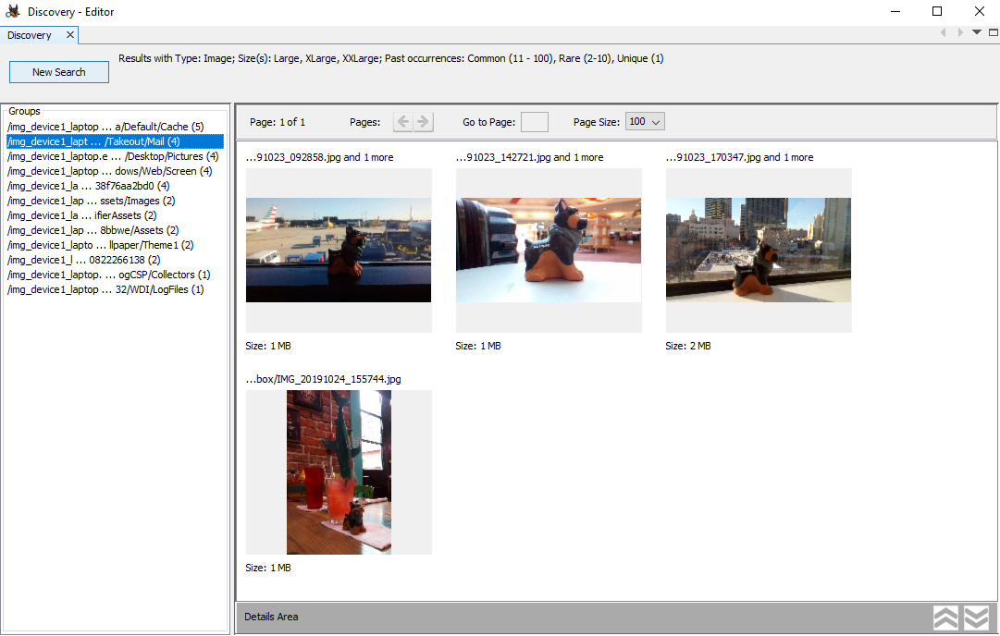 Discovery - Editor
Discovery
New Search
Results with Type: Image; Size(s): Large, XLarge, XXLarge; Past occurrences: Common (11 - 100), Rare (2-10), Unique (1)
Groups
/img_device1_laptop ... a/Default/Cache (5)
/img_device1_lapt ... /Takeout/Mail (4)
/img_device1_laptop.e ... /Desktop/Pictures (4)
/img_device1_laptop ... dows/Web/Screen (4)
/img_device1_la ... 38f76aa2bd0 (4)
/img_device1_lap ... ssets/Images (2)
/img_device1_la ... ifierAssets (2)
/img_device1_lap ... 8bbwe/Assets (2)
/img_device1_lapto ... llpaper/Theme1 (2)
/img_device1_l ... 0822266138 (2)
/img_device1_laptop. ... ogCSP/Collectors (1)
/img_device1_laptop ... 32/WDI/LogFiles (1)
Page: 1 of 1
Pages:
Go to Page:
Page Size:
100
...91023_092858.jpg and 1 more
...91023_142721.jpg and 1 more
...91023_170347.jpg and 1 more
Size: 1 MB
Size: 1 MB
Size: 2 MB
...box/IMG_20191024_155744.jpg
Size: 1 MB
Details Area